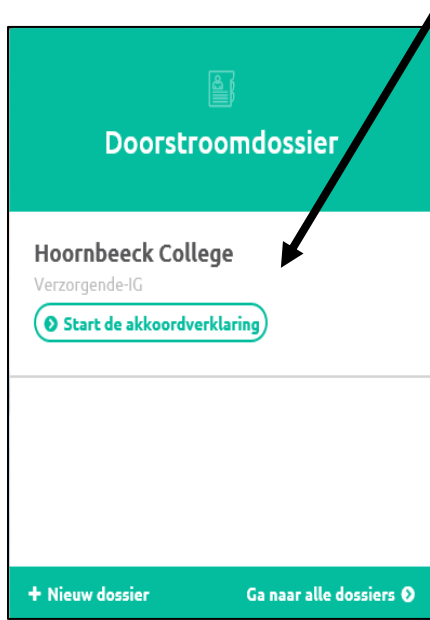 Doorstroomdossier
Hoornbeeck College
Verzorgende-IG
Start de akkoordverklaring
+ Nieuw dossier
Ga naar alle dossiers